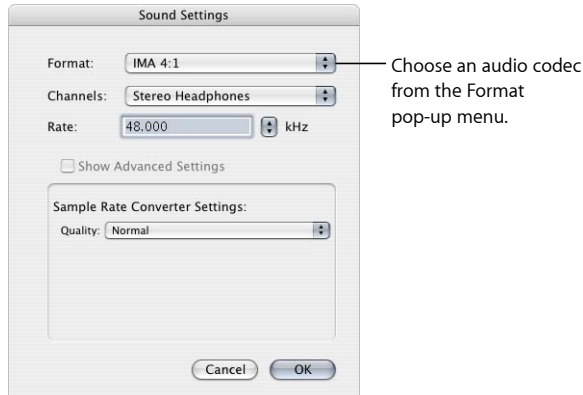 Sound Settings
Format: IMA 4:1
Channels: Stereo Headphones
Rate: 48.000 kHz
Show Advanced Settings
Sample Rate Converter Settings:
Quality: Normal
Cancel OK
Choose an audio codec
from the Format
pop-up menu.